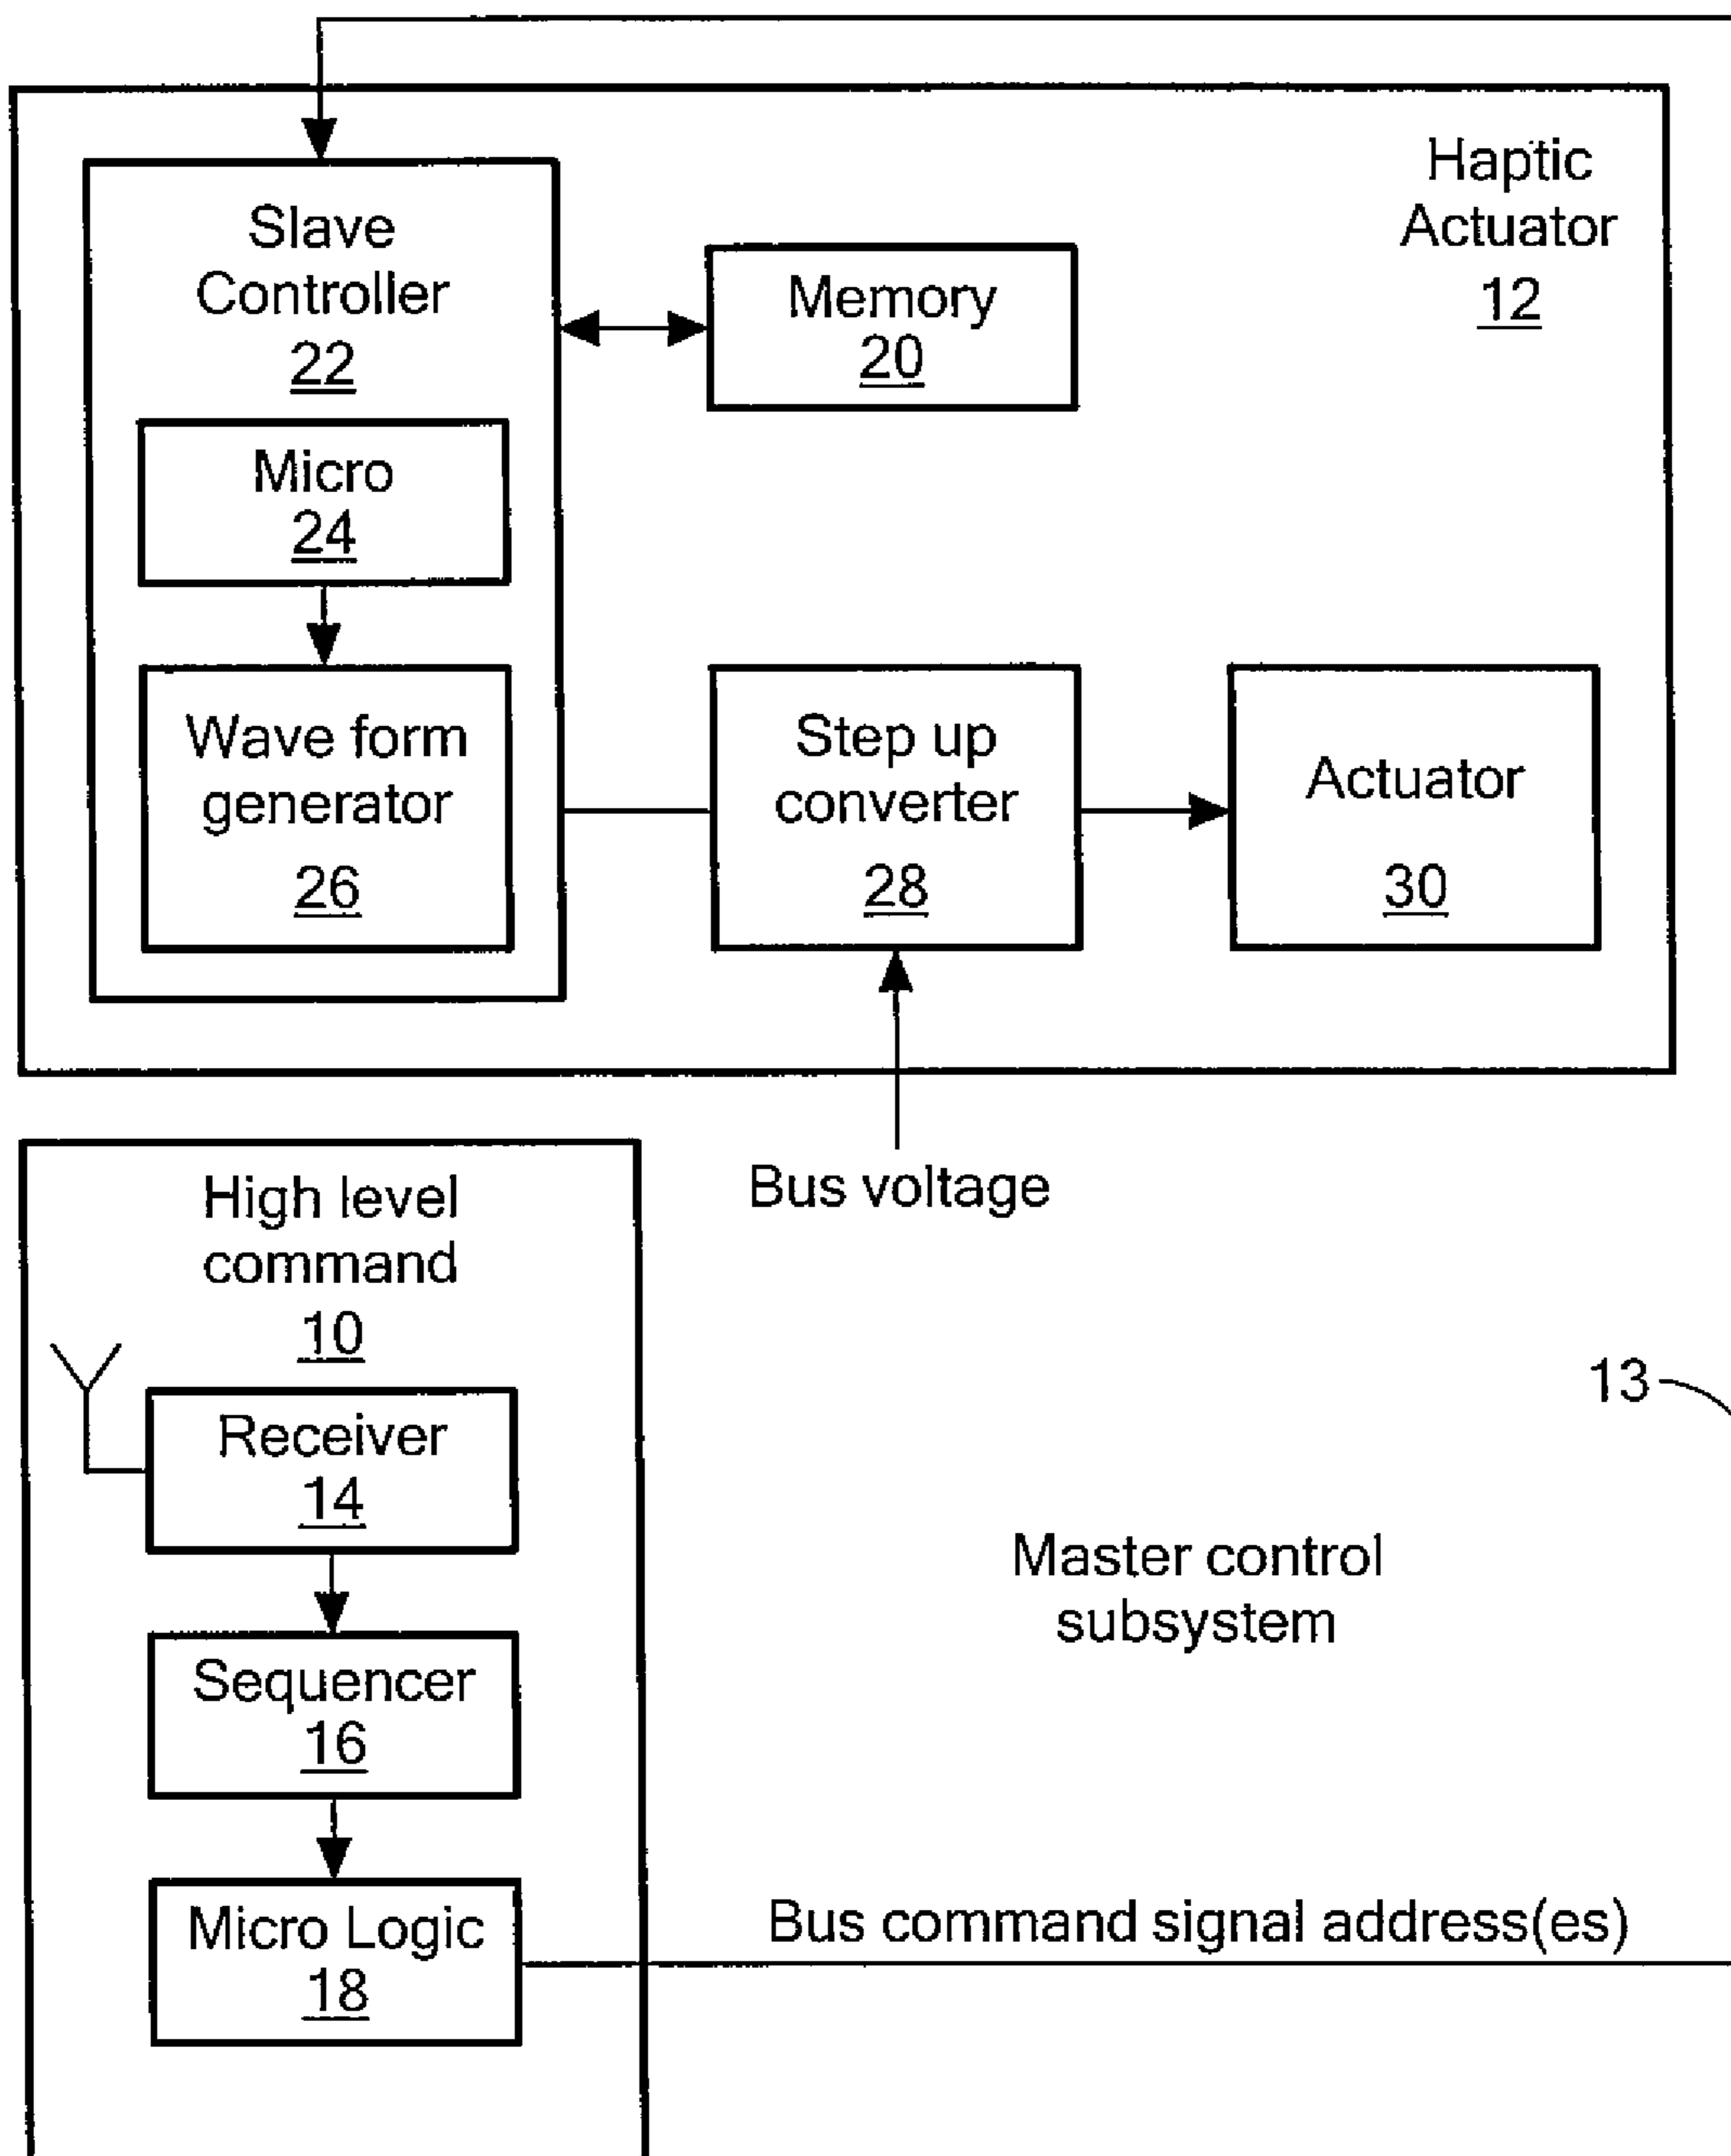 Haptic
Actuator
12
Slave
Controller
22
Memory
20
Micro
24
Wave form
generator
26
Step up
converter
28
Actuator
30
Bus voltage
High level
command
10
13
Receiver
14
Master control
subsystem
Sequencer
16
Micro Logic
18
Bus command signal address(es)